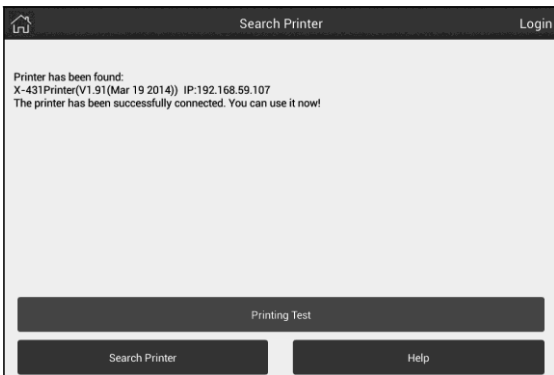 Search Printer
Login
Printer has been found:
X-431Printer(V1.91(Mar 19 2014)) IP:192.168.59.107
The printer has been successfully connected. You can use it now!
Printing Test
Search Printer
Help